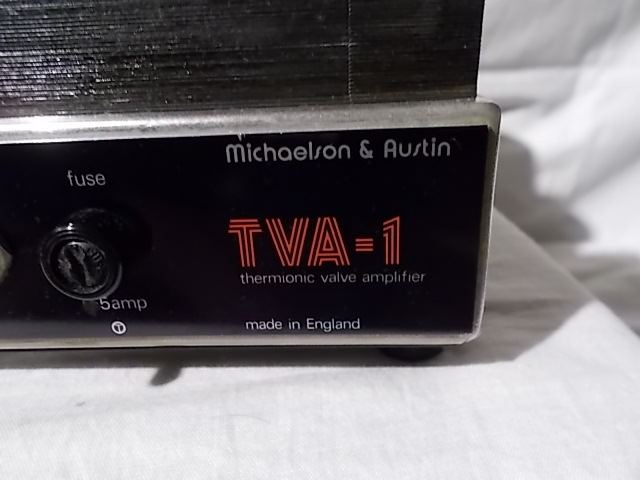 Michaelson & Austin
fuse
TVA-1
thermionic valve amplifier
5amp
T
made in England